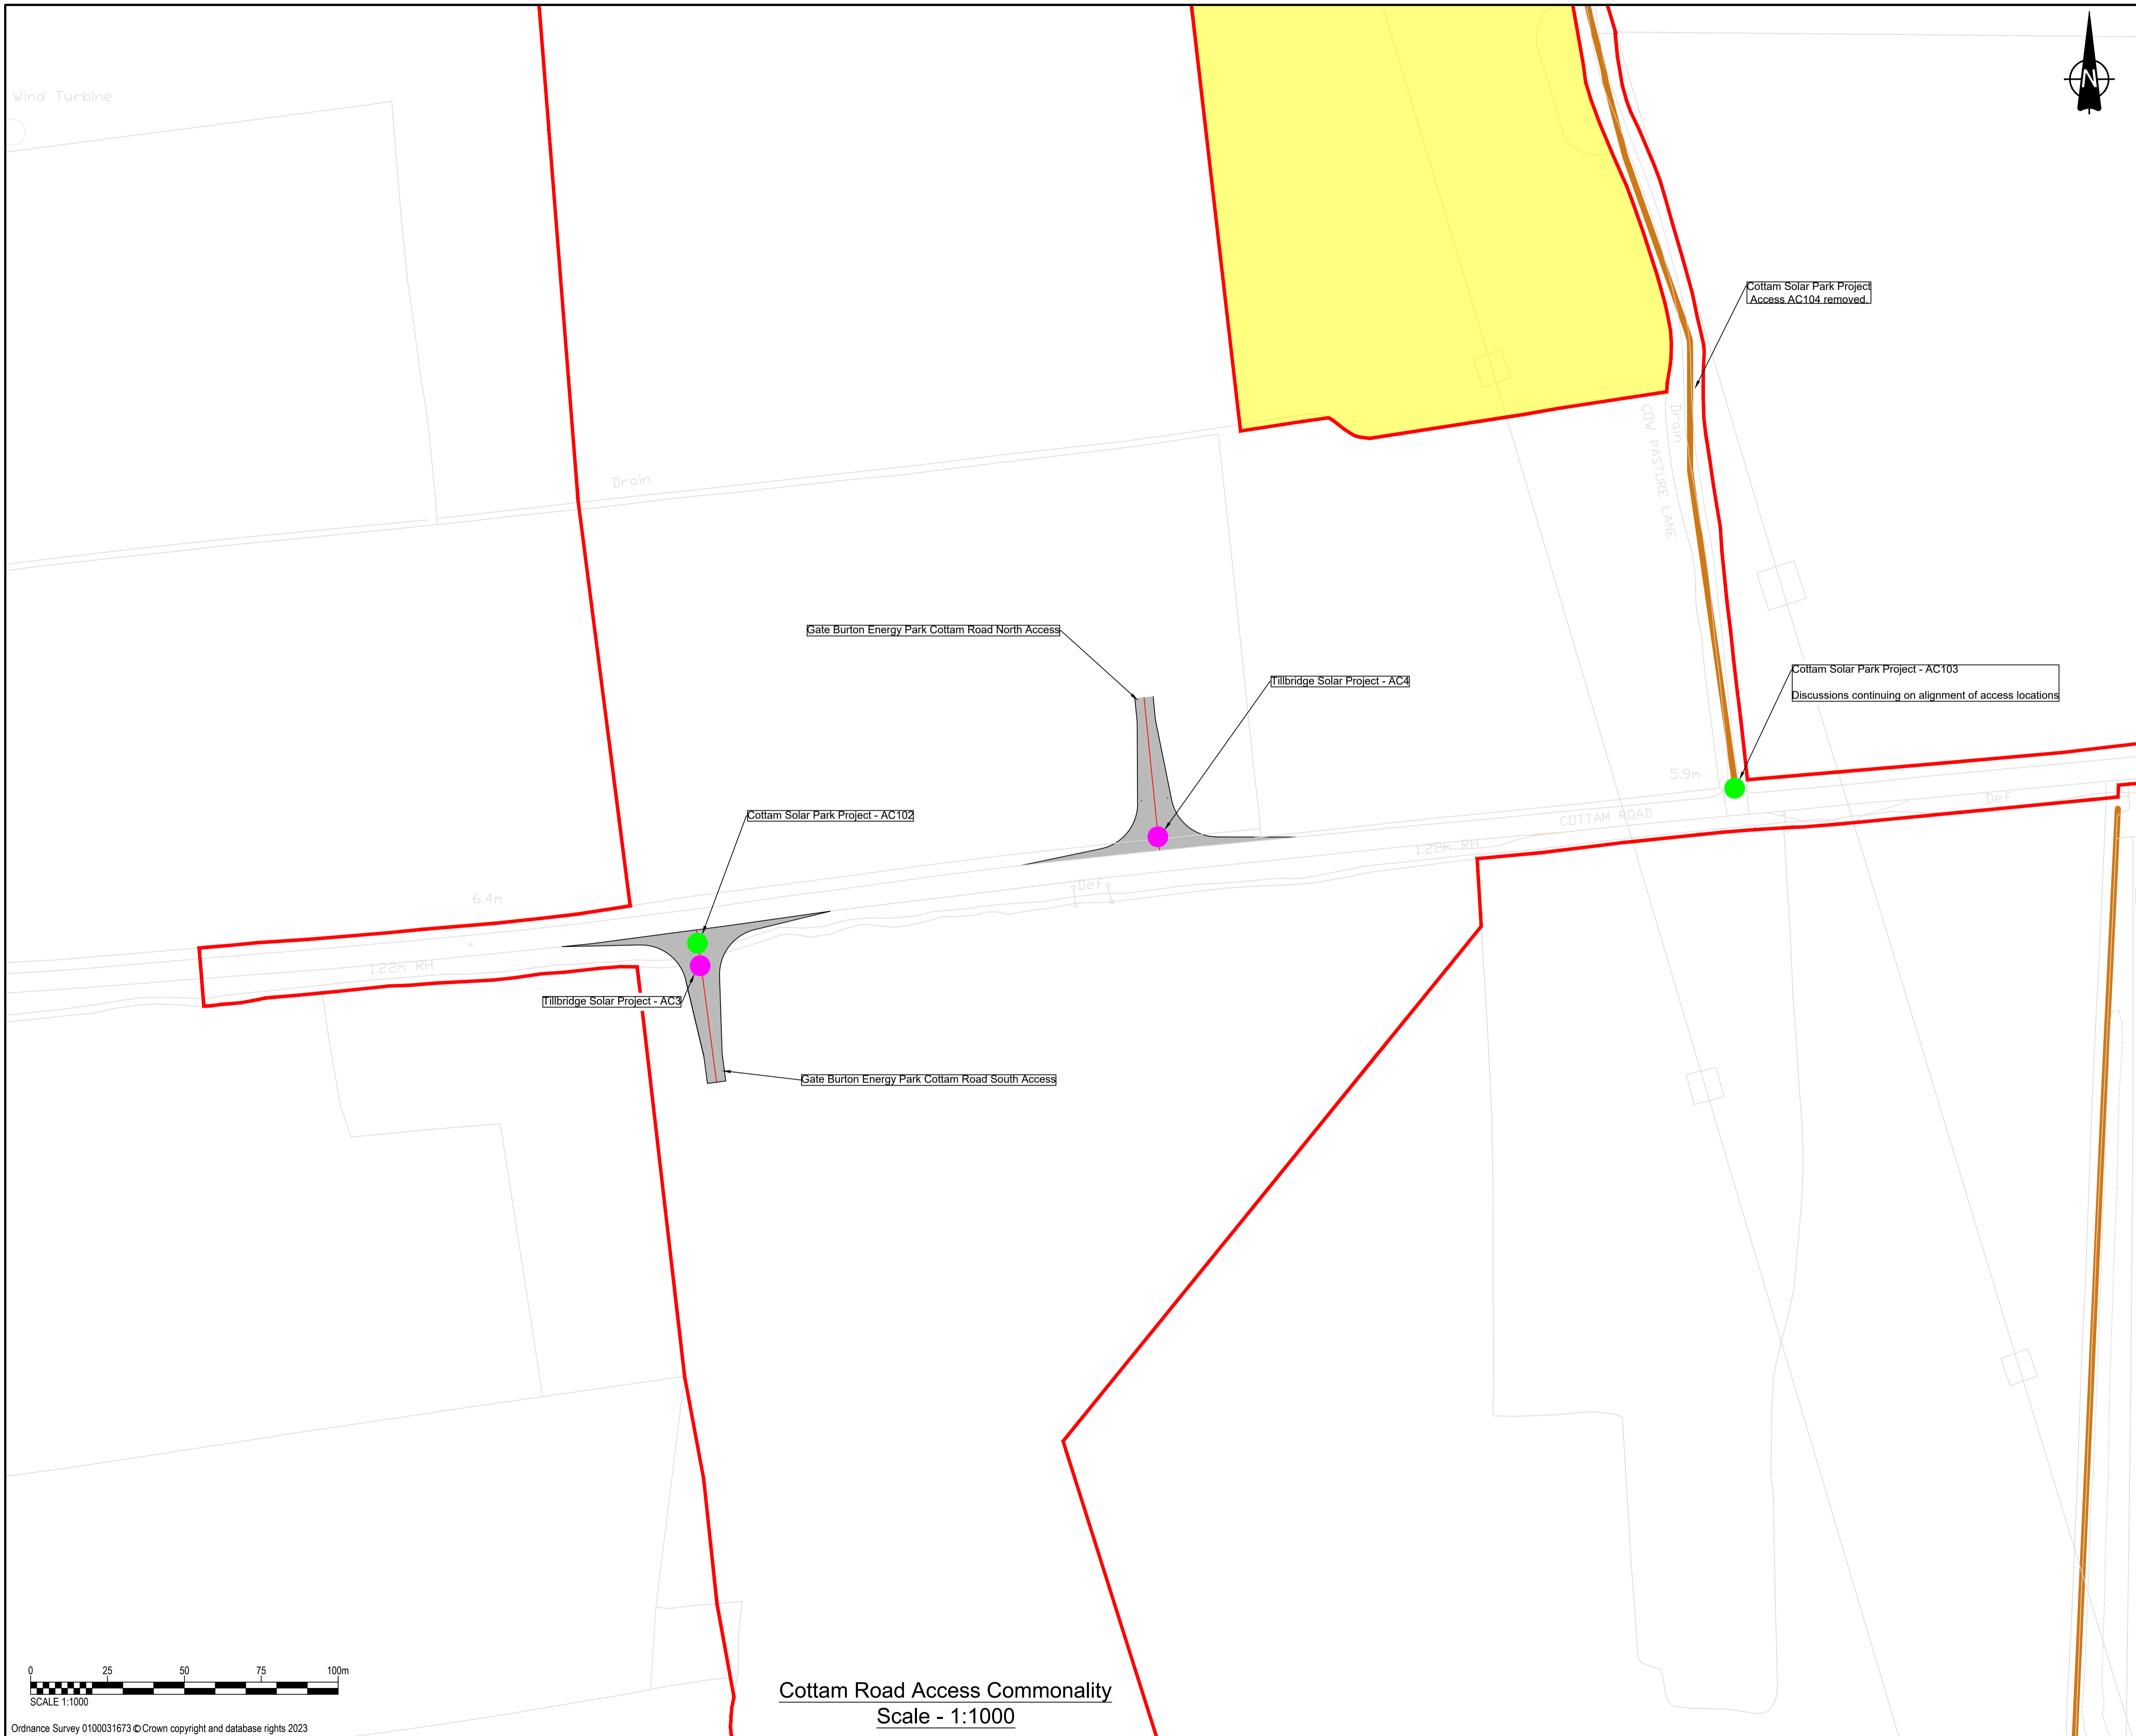 N
Wind Turbine
Cottam Solar Park Project
Access AC104 removed.
Drain
COW PASTURE LANE
Drain
Gate Burton Energy Park Cottam Road North Access
Tillbridge Solar Project - AC4
Cottam Solar Park Project - AC103
Discussions continuing on alignment of access locations
5.9m
Def
COTTAM ROAD
Cottam Solar Park Project - AC102
1.22m RH
Def
6.4m
1.22m RH
Tillbridge Solar Project - AC3
Gate Burton Energy Park Cottam Road South Access
0 25 50 75 100m
SCALE 1:1000
Cottam Road Access Commonality
Scale - 1:1000
Ordnance Survey 0100031673 © Crown copyright and database rights 2023